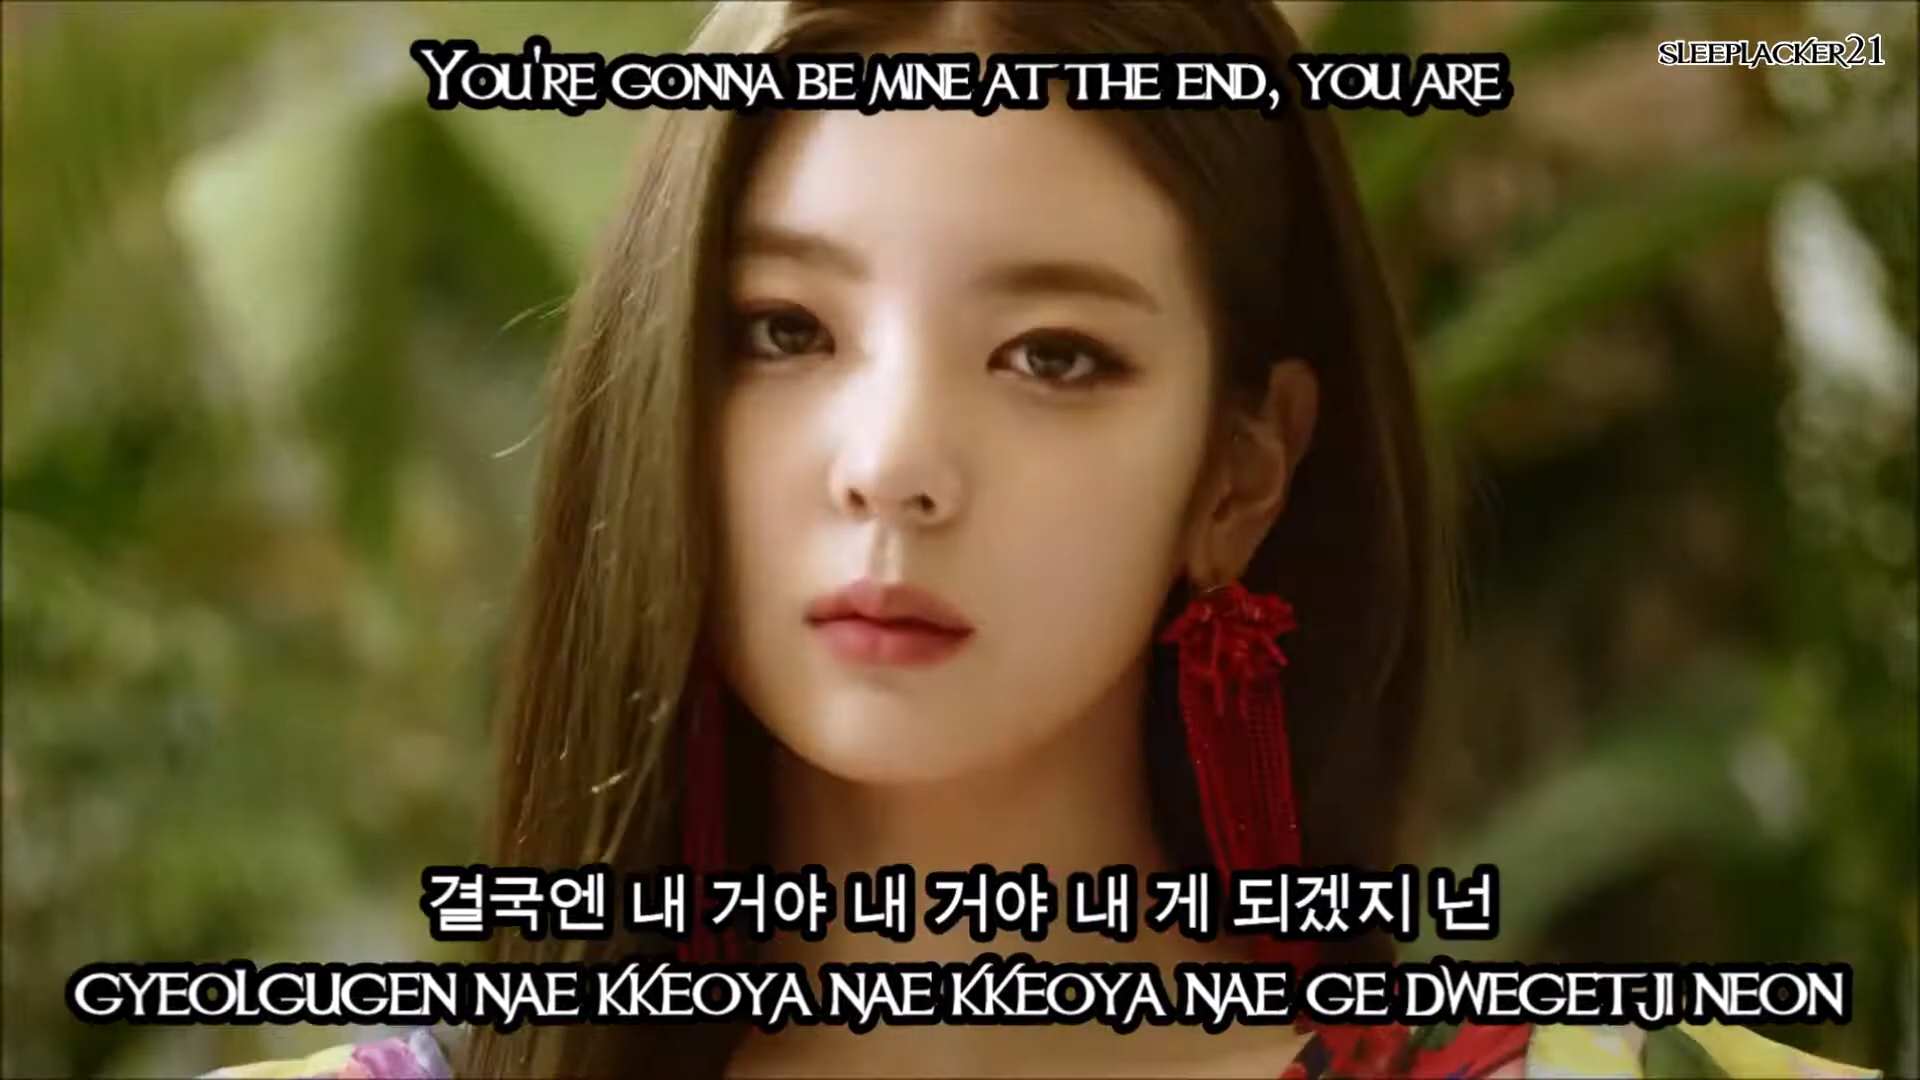 You're gonna be mine at the end, you are
sleeplacker21
결국엔 내 거야 내 거야 내 게 되겠지 넌
gyeolgugen nae kkeoya nae kkeoya nae ge dwegetji neon